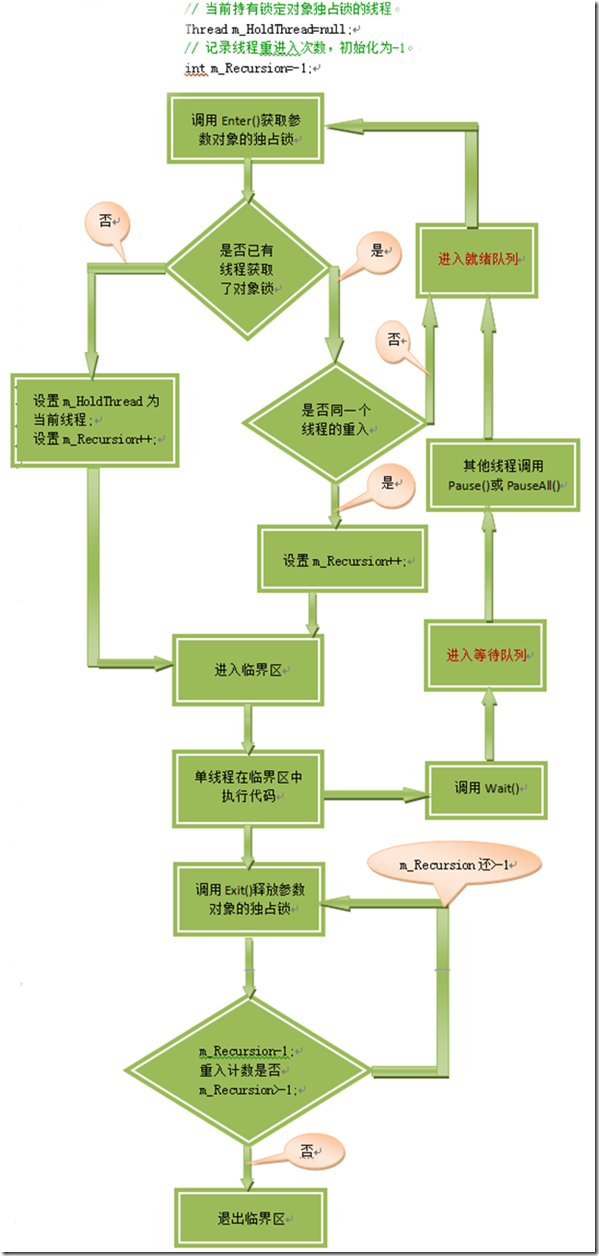 // 当前持有锁定对象独占锁的线程。
Thread m_HoldThread=null;
// 记录线程重进入次数，初始化为-1。
int m_Recursion=-1;
调用 Enter()获取参
数对象的独占锁
否
是否已有
线程获取
了对象锁
是
进入就绪队列
否
设置 m_HoldThread 为
当前线程;
设置 m_Recursion++;
是否同一个
线程的重入
其他线程调用
Pause()或 PauseAll()
是
设置 m_Recursion++;
进入临界区
进入等待队列
单线程在临界区中
执行代码
调用 Wait()
m_Recursion 还>-1
调用 Exit()释放参数
对象的独占锁
m_Recursion-1;
重入计数是否
m_Recursion>-1;
否
退出临界区